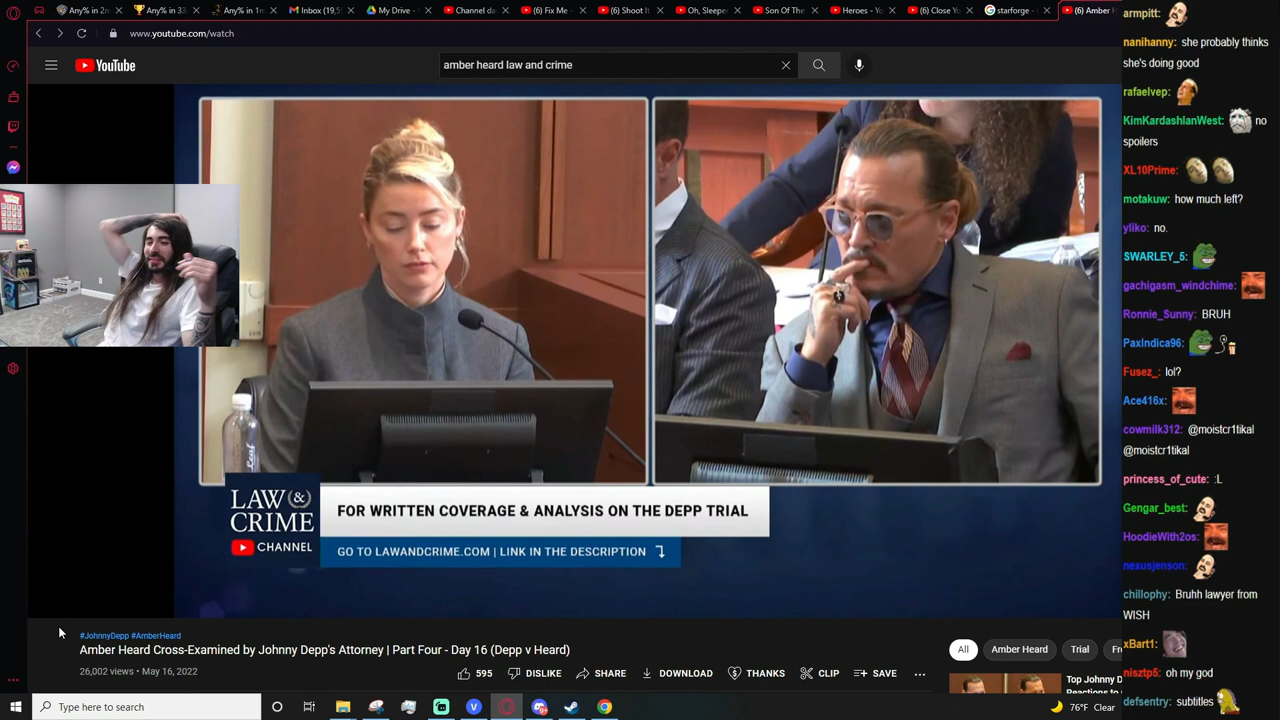 Any% in 2m
Any% in 33
Any% in 1m
Inbox (19,5
My Drive -
Channel da
(6) Fix Me -
(6) Shoot It
Oh, Sleeper
Son Of The
Heroes - Yo
(6) Close Yo
starforge -
(6) Amber H
www.youtube.com/watch
YouTube
amber heard law and crime
LAW &
CRIME
CHANNEL
FOR WRITTEN COVERAGE & ANALYSIS ON THE DEPP TRIAL
GO TO LAWANDCRIME.COM | LINK IN THE DESCRIPTION
#JohnnyDepp #AmberHeard
Amber Heard Cross-Examined by Johnny Depp's Attorney | Part Four - Day 16 (Depp v Heard)
26,002 views • May 16, 2022
595
DISLIKE
SHARE
DOWNLOAD
THANKS
CLIP
SAVE
All
Amber Heard
Trial
Fr
Top Johnny D
Reactions to
Type here to search
76°F Clear
armpitt:
nanihanny: she probably thinks
she's doing good
rafaelvep:
KimKardashIanWest: no
spoilers
XL10Prime:
motakuw: how much left?
yliko: no.
SWARLEY_5:
gachigasm_windchime:
Ronnie_Sunny: BRUH
PaxIndica96:
Fusez_: lol?
Ace416x:
cowmilk312: @moistcr1tikal
@moistcr1tikal
princess_of_cute: :L
Gengar_best:
HoodieWith2os:
nexusjenson:
chillophy: Bruhh lawyer from
WISH
xBart1:
nisztp5: oh my god
defsentry: subtitles